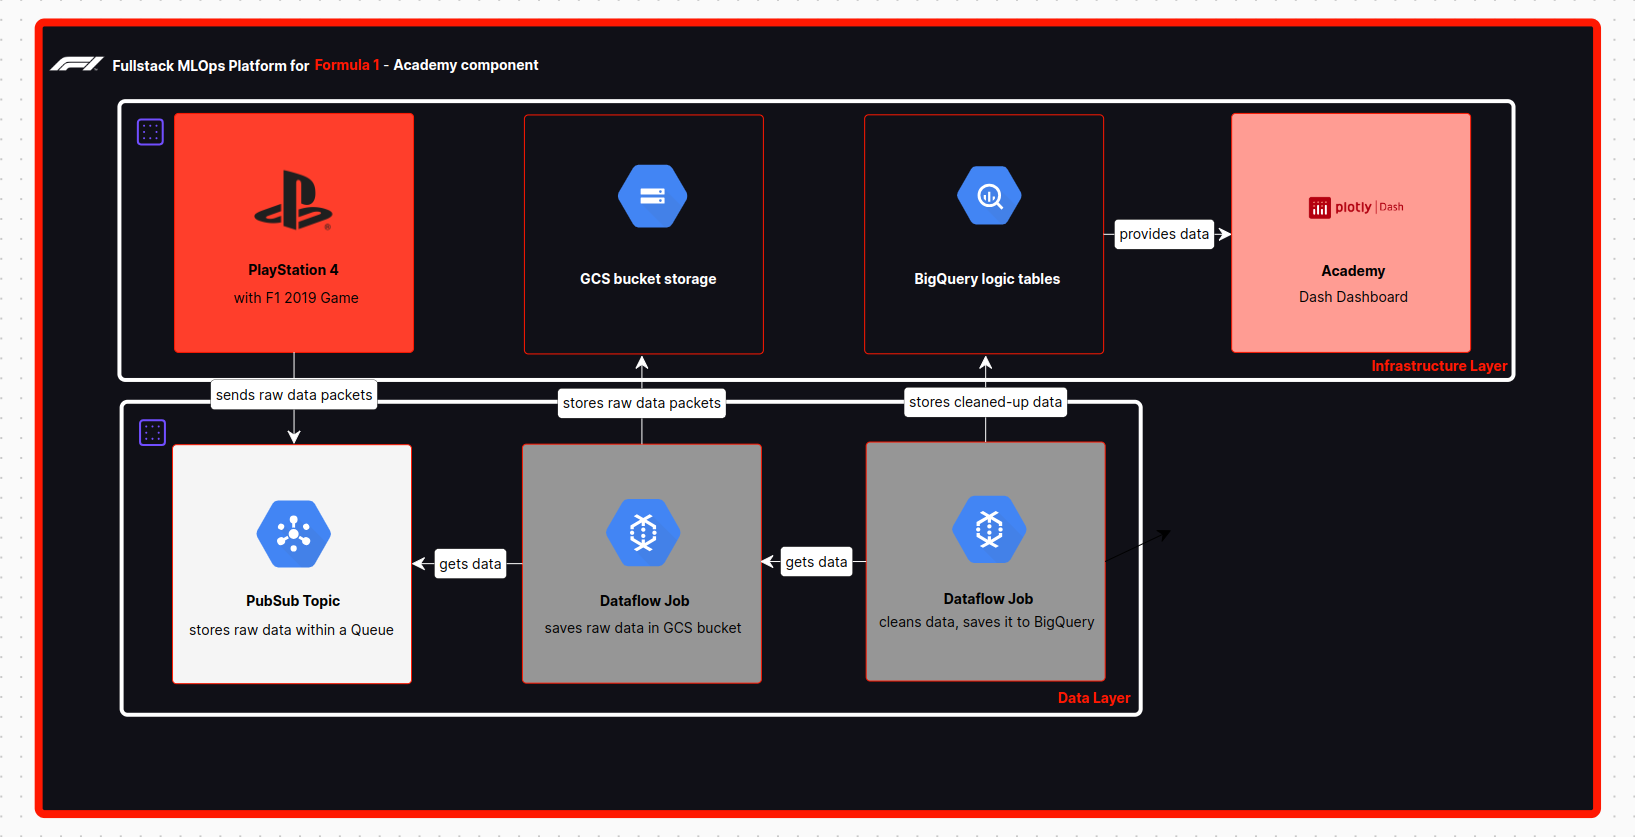 Fullstack MLOps Platform for Formula 1 - Academy component
PlayStation 4
with F1 2019 Game
GCS bucket storage
BigQuery logic tables
provides data
plotly | Dash
Academy
Dash Dashboard
Infrastructure Layer
sends raw data packets
stores raw data packets
stores cleaned-up data
PubSub Topic
stores raw data within a Queue
gets data
Dataflow Job
saves raw data in GCS bucket
gets data
Dataflow Job
cleans data, saves it to BigQuery
Data Layer